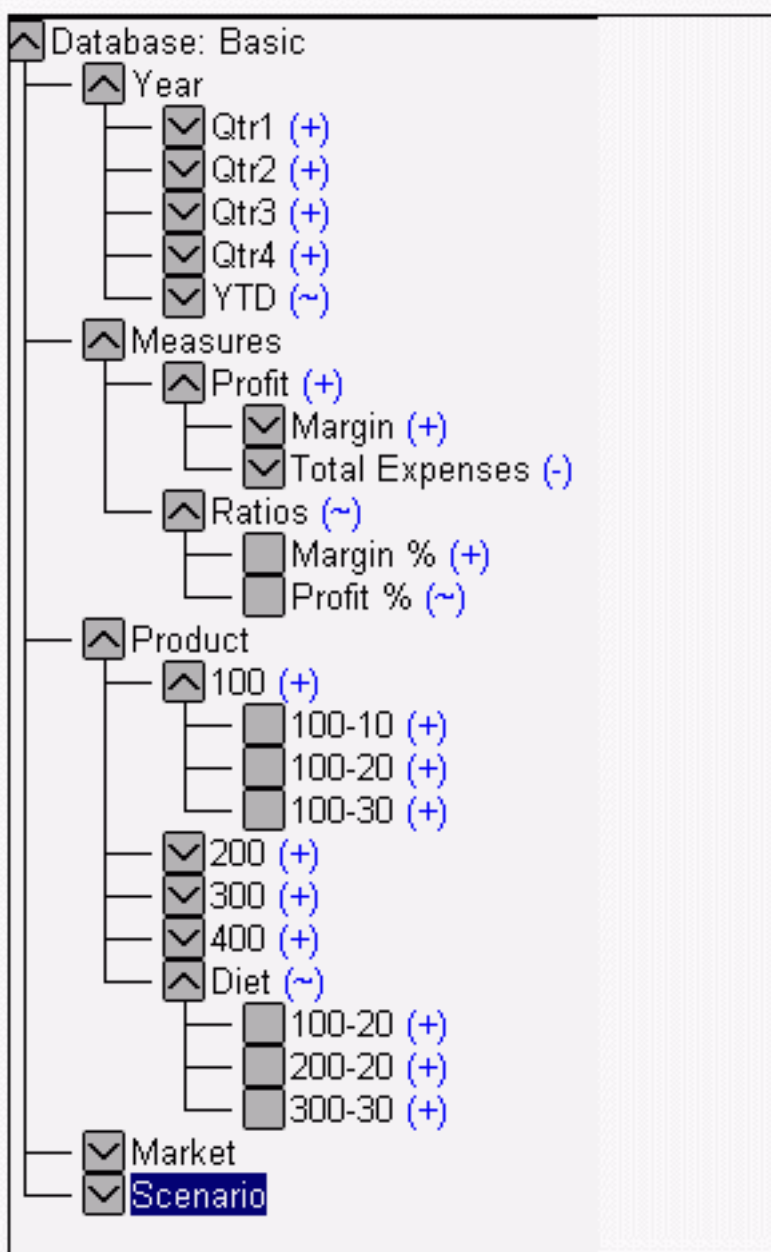 Database: Basic
Year
Qtr1 (+)
Qtr2 (+)
Qtr3 (+)
Qtr4 (+)
YTD (~)
Measures
Profit (+)
Margin (+)
Total Expenses (-)
Ratios (~)
Margin % (+)
Profit % (~)
Product
100 (+)
100-10 (+)
100-20 (+)
100-30 (+)
200 (+)
300 (+)
400 (+)
Diet (~)
100-20 (+)
200-20 (+)
300-30 (+)
Market
Scenario